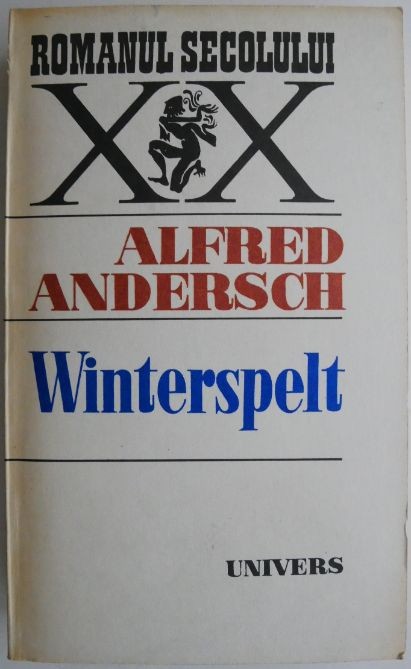 ROMANUL SECOLULUI
XX
ALFRED
ANDERSCH
Winterspelt
UNIVERS